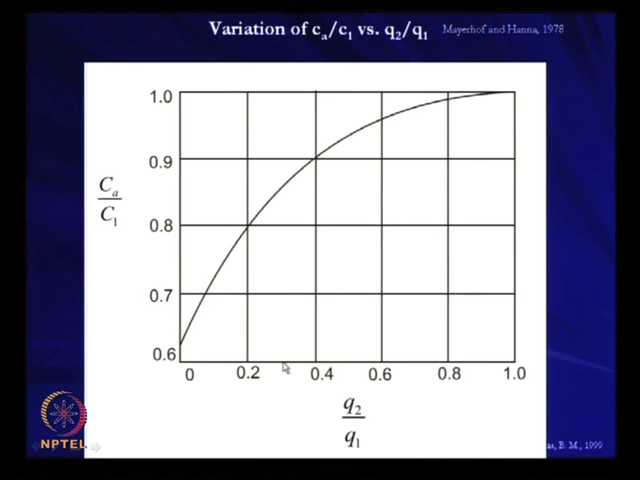 Variation of ca/c1 vs. q2/q1 Mayerhof and Hanna, 1978
1.0
0.9
Ca
C1
0.8
0.7
0.6
0 0.2 0.4 0.6 0.8 1.0
q2
q1
NPTEL
B. M., 1999